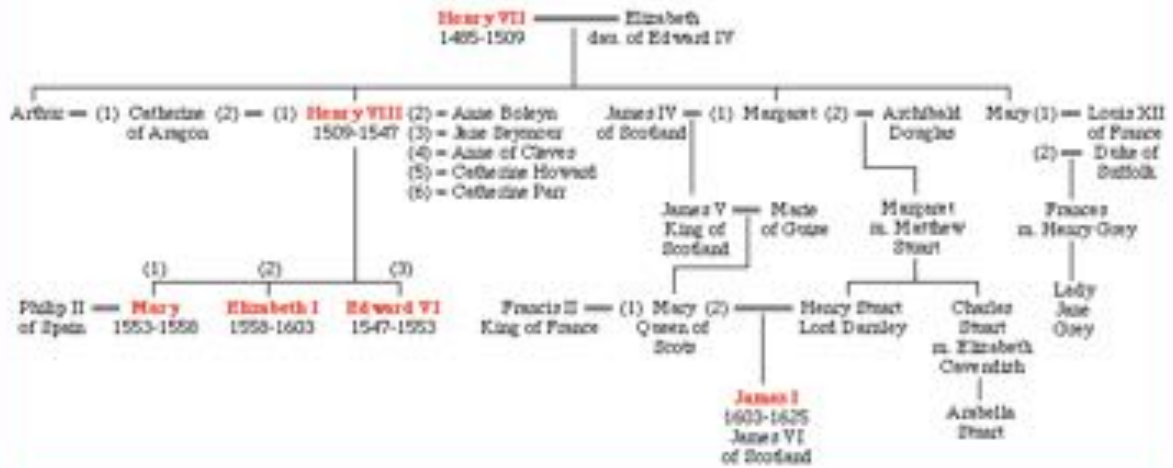 Henry VII ═ Elizabeth
1485-1509 dau. of Edward IV
Arthur = (1) Catherine (2) = (1) Henry VIII (2) = Anne Boleyn
of Aragon 1509-1547 (3) = Jane Seymour
(4) = Anne of Cleves
(5) = Catherine Howard
(6) = Catherine Parr
James IV = (1) Margaret (2) = Archibald
of Scotland Douglas
Mary (1) = Louis XII
of France
(2) = Duke of
Suffolk
James V = Marie
King of of Guise
Scotland
Margaret
m. Matthew
Stuart
Frances
m. Henry Grey
(1) (2) (3)
Philip II = Mary Elizabeth I Edward VI
of Spain 1553-1558 1558-1603 1547-1553
Francis II = (1) Mary (2) = Henry Stuart
King of France Queen of Lord Darnley
Scots
Charles
Stuart
m. Elizabeth
Cavendish
Lady
Jane
Grey
James I
1603-1625
James VI
of Scotland
Arabella
Stuart